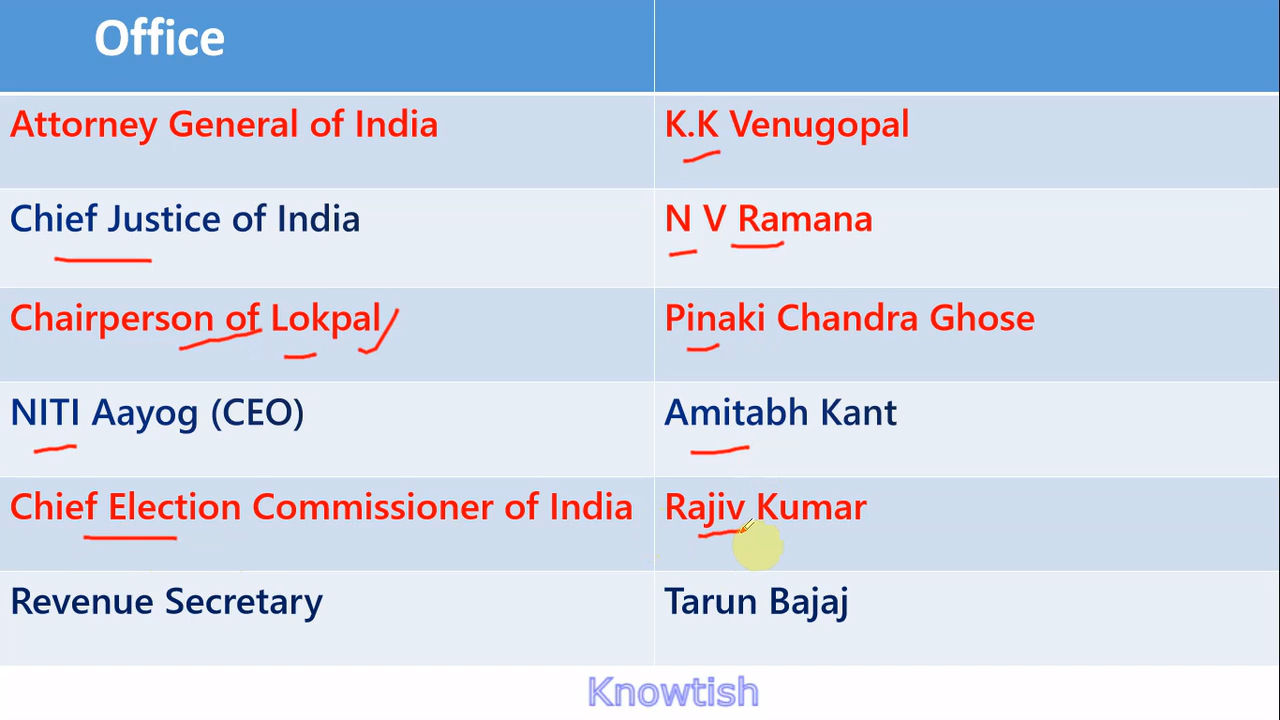 Office
Attorney General of India K.K Venugopal
Chief Justice of India N V Ramana
Chairperson of Lokpal Pinaki Chandra Ghose
NITI Aayog (CEO) Amitabh Kant
Chief Election Commissioner of India Rajiv Kumar
Revenue Secretary Tarun Bajaj
Knowtish